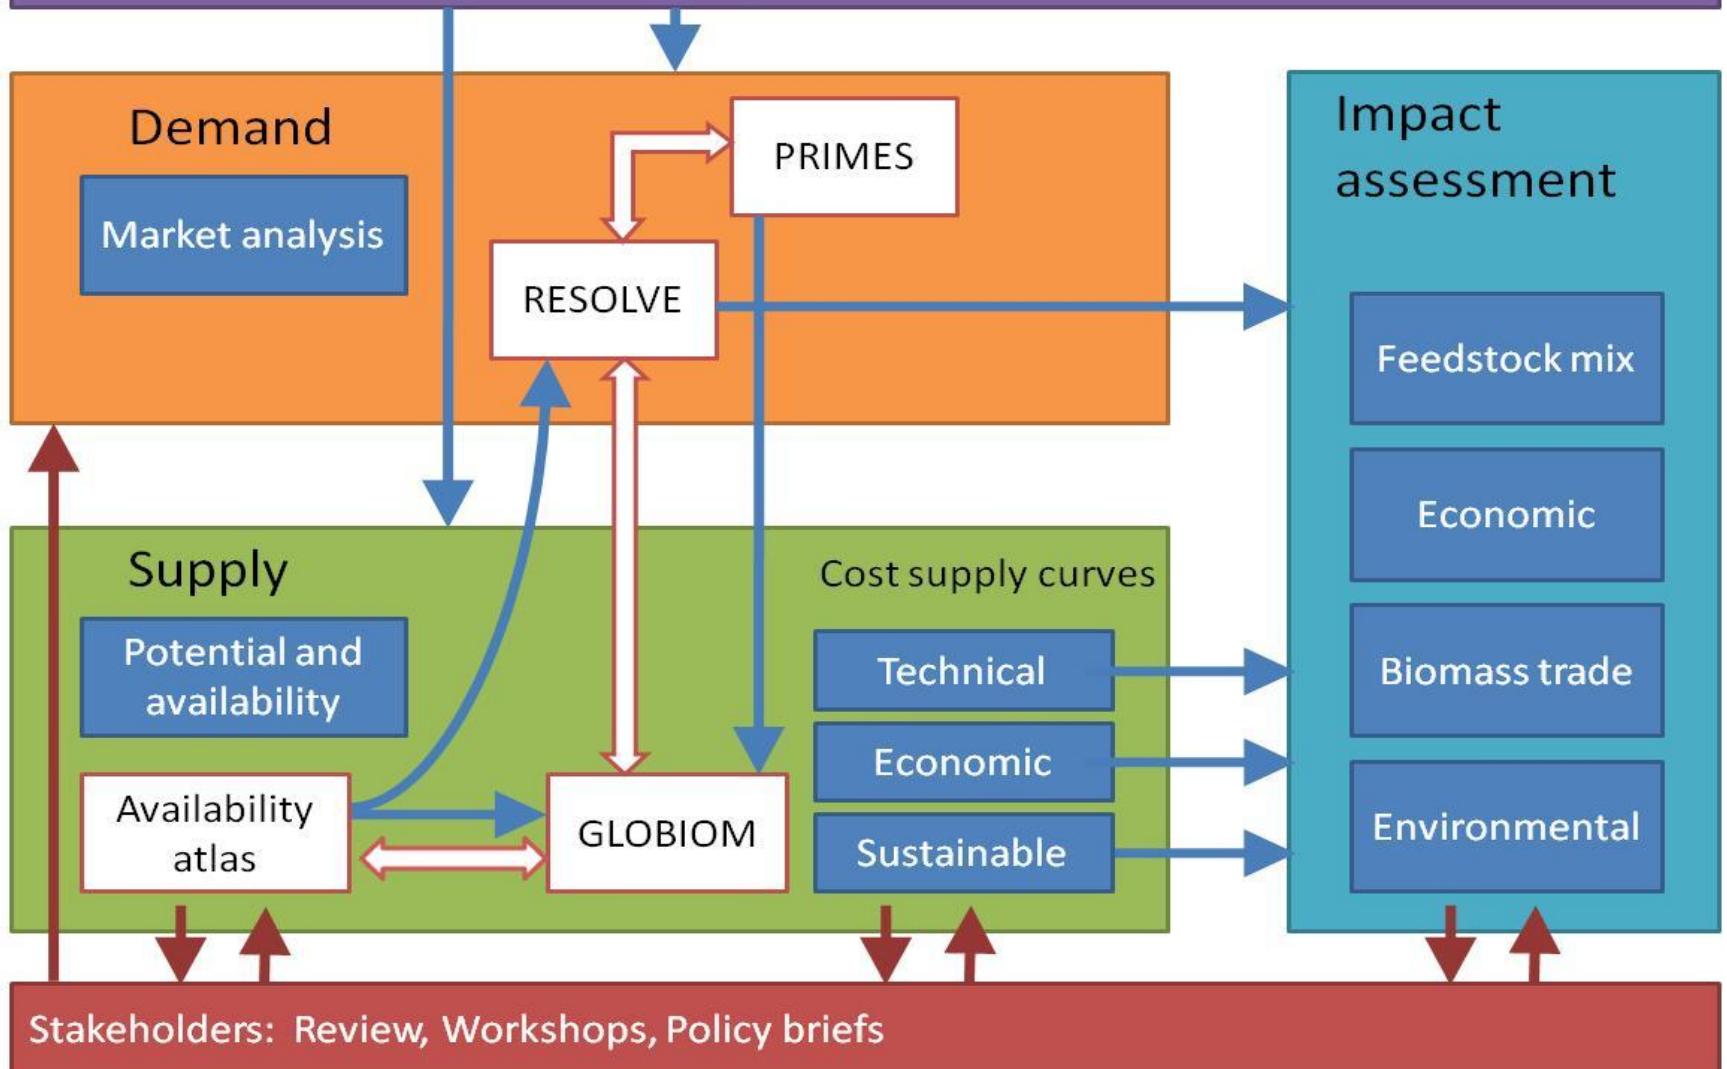 Demand
Market analysis
PRIMES
RESOLVE
Impact
assessment
Feedstock mix
Economic
Biomass trade
Environmental
Supply
Potential and
availability
Availability
atlas
GLOBIOM
Cost supply curves
Technical
Economic
Sustainable
Stakeholders: Review, Workshops, Policy briefs